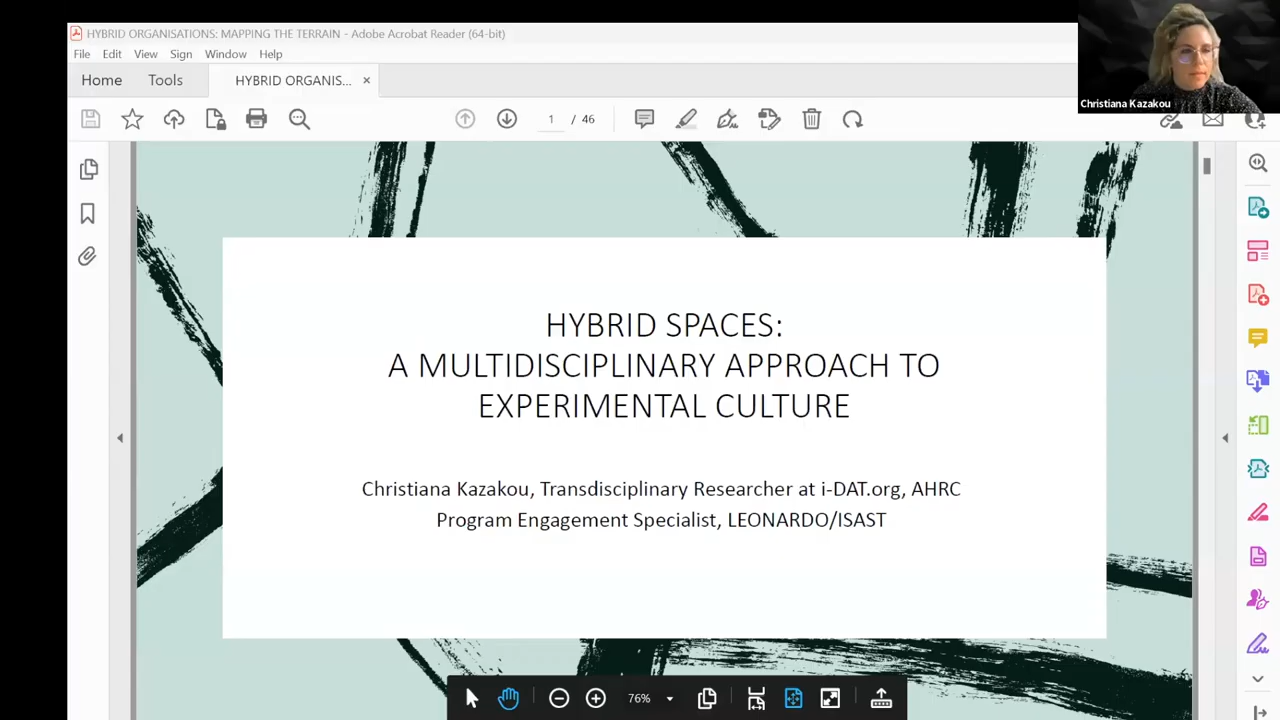 HYBRID ORGANISATIONS: MAPPING THE TERRAIN - Adobe Acrobat Reader (64-bit)
File Edit View Sign Window Help
Home Tools HYBRID ORGANIS... ×
1 / 46
Christiana Kazakou
HYBRID SPACES:
A MULTIDISCIPLINARY APPROACH TO
EXPERIMENTAL CULTURE
Christiana Kazakou, Transdisciplinary Researcher at i-DAT.org, AHRC
Program Engagement Specialist, LEONARDO/ISAST
76%